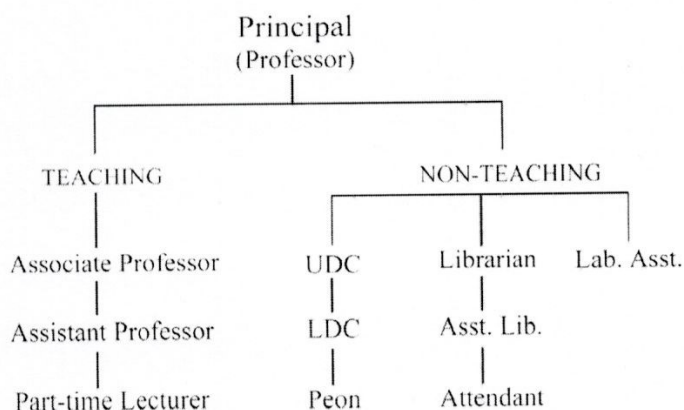 Principal
(Professor)
TEACHING NON-TEACHING
Associate Professor UDC Librarian Lab. Asst.
Assistant Professor LDC Asst. Lib.
Part-time Lecturer Peon Attendant